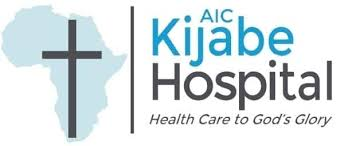 AIC
Kijabe
Hospital
Health Care to God's Glory